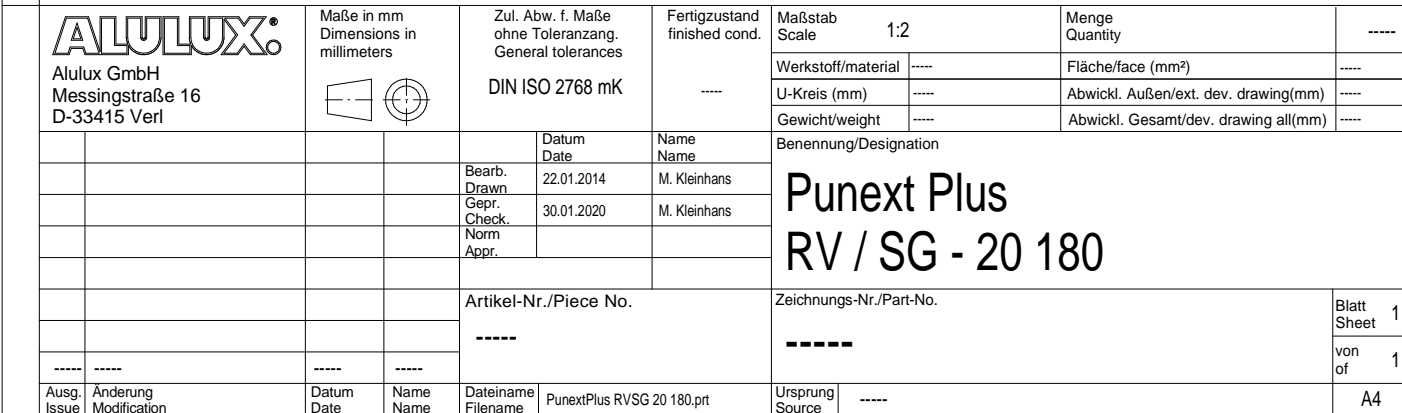 ALULUX
Alulux GmbH
Messingstraße 16
D-33415 Verl
Maße in mm
Dimensions in
millimeters
Zul. Abw. f. Maße
ohne Toleranzang.
General tolerances
DIN ISO 2768 mK
Fertigzustand
finished cond.
-----
Maßstab
Scale 1:2
Menge
Quantity -----
Werkstoff/material -----
Fläche/face (mm²) -----
U-Kreis (mm) -----
Abwickl. Außen/ext. dev. drawing(mm) -----
Gewicht/weight -----
Abwickl. Gesamt/dev. drawing all(mm) -----
Datum
Date
Name
Name
Bearb.
Drawn
22.01.2014
M. Kleinhans
Gepr.
Check.
30.01.2020
M. Kleinhans
Norm
Appr.
Benennung/Designation
Punext Plus
RV / SG - 20 180
Artikel-Nr./Piece No.
-----
Zeichnungs-Nr./Part-No.
-----
Blatt
Sheet 1
von
of 1
----- ----- ----- -----
Ausg.
Issue
Änderung
Modification
Datum
Date
Name
Name
Dateiname
Filename
PunextPlus RVSG 20 180.prt
Ursprung
Source
-----
A4